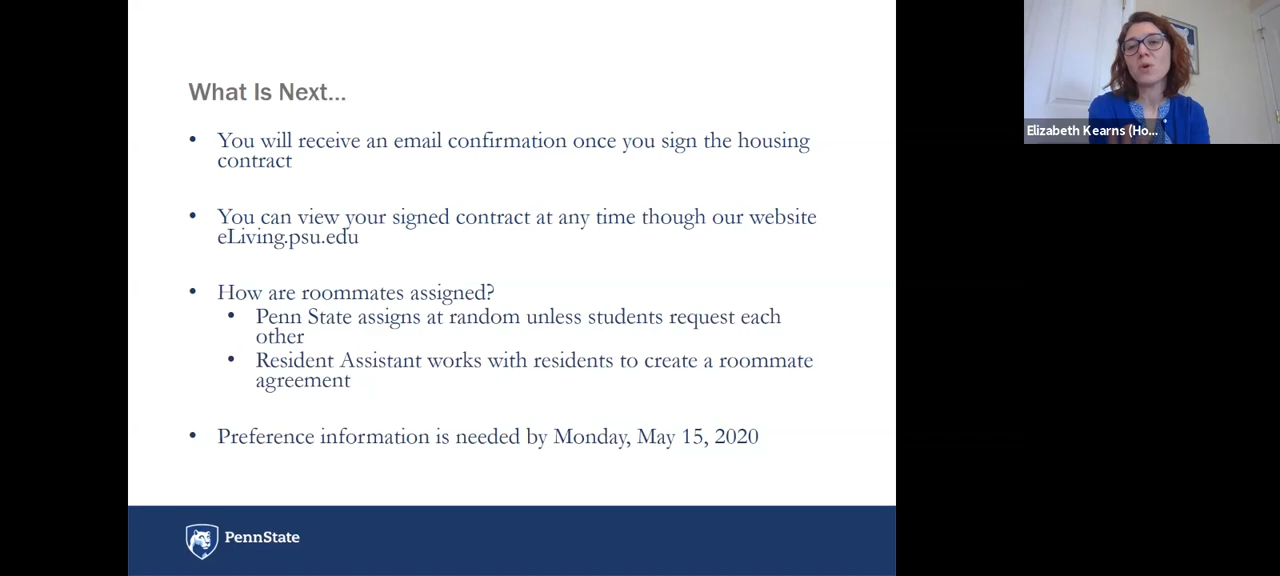 What Is Next...
• You will receive an email confirmation once you sign the housing
contract
• You can view your signed contract at any time though our website
eLiving.psu.edu
• How are roommates assigned?
• Penn State assigns at random unless students request each
other
• Resident Assistant works with residents to create a roommate
agreement
• Preference information is needed by Monday, May 15, 2020
PennState
Elizabeth Kearns (Ho...